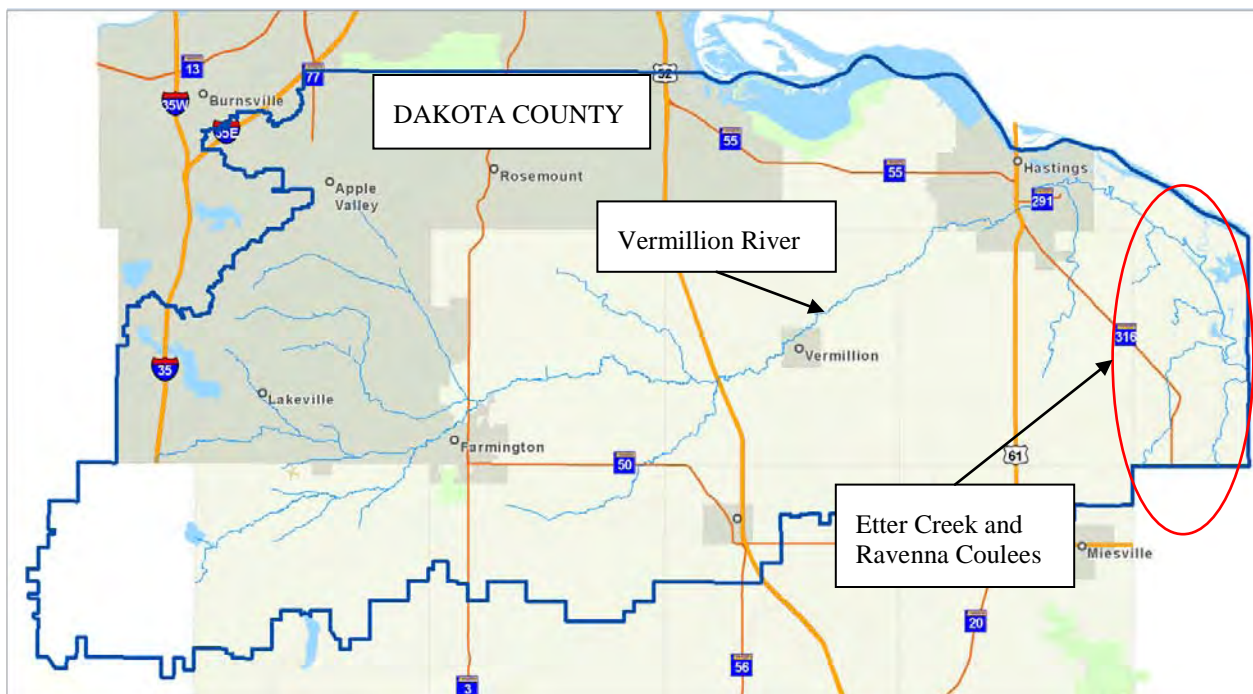 13
77
52
35W
Burnsville
35E
DAKOTA COUNTY
55
55
Hastings
Rosemount
Apple
Valley
291
Vermillion River
316
Vermillion
35
Lakeville
Farmington
50
61
Etter Creek and
Ravenna Coulees
Miesville
20
56
3